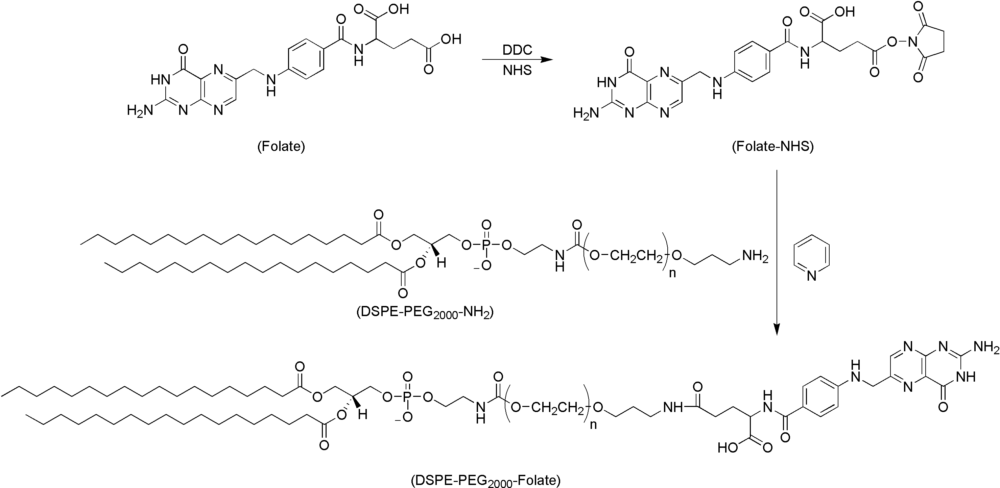 O OH
O
OH
O
N
H
O
N
HN
N
H
H2N N N
(Folate)
DDC
NHS
O OH
O
O
O N
O
O
N
H
O
N
HN
N
H
H2N N N
(Folate-NHS)
O
O
O P O
O
−O
O H
O
N
H
O
O−CH2CH2
n
O
NH2
N
(DSPE-PEG2000-NH2)
O
O
O P O
O
−O
O H
O
N
H
O
O−CH2CH2
n
O
NH
O
H
N
O
HO O
H
N
N N NH2
N
NH
O
(DSPE-PEG2000-Folate)